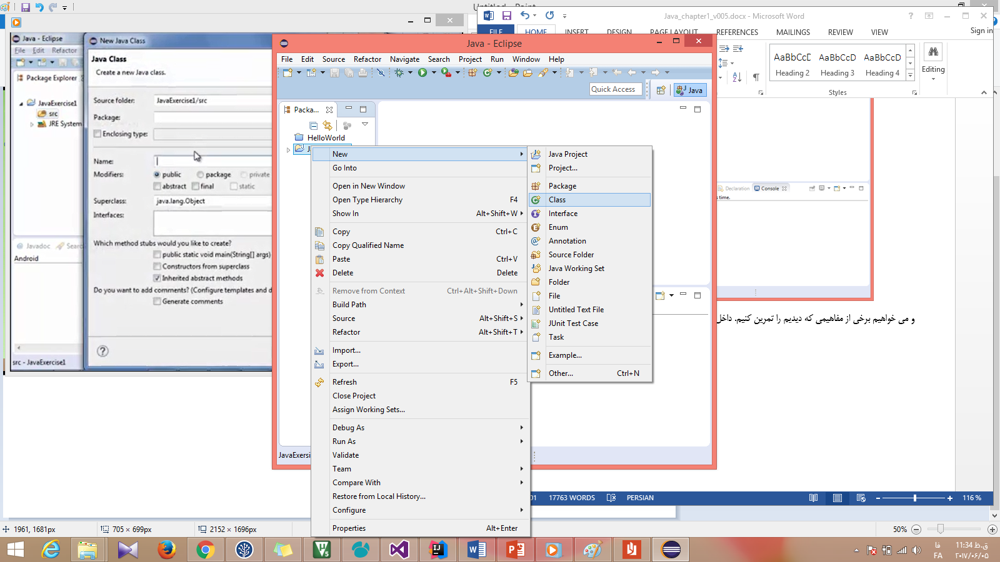 Untitled - Paint
Java_chapter1_v005.docx - Microsoft Word
Sign in
FILE HOME INSERT DESIGN PAGE LAYOUT REFERENCES MAILINGS REVIEW VIEW
AaBbCcD AaBbCcD AaBbCcD
Heading 2 Heading 3 Heading 4
Styles
Editing
Declaration Console
و می خواهیم برخی از مفاهیمی که دیدیم را تمرین کنیم. داخل
17763 WORDS PERSIAN 116 %
Java - Eclipse
File Edit Refactor
Package Explorer
JavaExercise1
src
JRE System
Javadoc Searc
Android
src - JavaExercise1
New Java Class
Java Class
Create a new Java class.
Source folder: JavaExercise1/src
Package:
Enclosing type:
Name:
Modifiers: public package private
abstract final static
Superclass: java.lang.Object
Interfaces:
Which method stubs would you like to create?
public static void main(String[] args)
Constructors from superclass
Inherited abstract methods
Do you want to add comments? (Configure templates and d
Generate comments
Java - Eclipse
File Edit Source Refactor Navigate Search Project Run Window Help
Quick Access Java
Packa...
HelloWorld
JavaExersi
New
Go Into
Open in New Window
Open Type Hierarchy F4
Show In Alt+Shift+W
Copy Ctrl+C
Copy Qualified Name
Paste Ctrl+V
Delete Delete
Remove from Context Ctrl+Alt+Shift+Down
Build Path
Source Alt+Shift+S
Refactor Alt+Shift+T
Import...
Export...
Refresh F5
Close Project
Assign Working Sets...
Debug As
Run As
Validate
Team
Compare With
Restore from Local History...
Configure
Properties Alt+Enter
Java Project
Project...
Package
Class
Interface
Enum
Annotation
Source Folder
Java Working Set
Folder
File
Untitled Text File
JUnit Test Case
Task
Example...
Other... Ctrl+N
1961, 1681px 705 × 699px 2152 × 1696px 50%
فا
FA
11:34 ق.ظ
۲۰۱۷/۰۶/۰۵